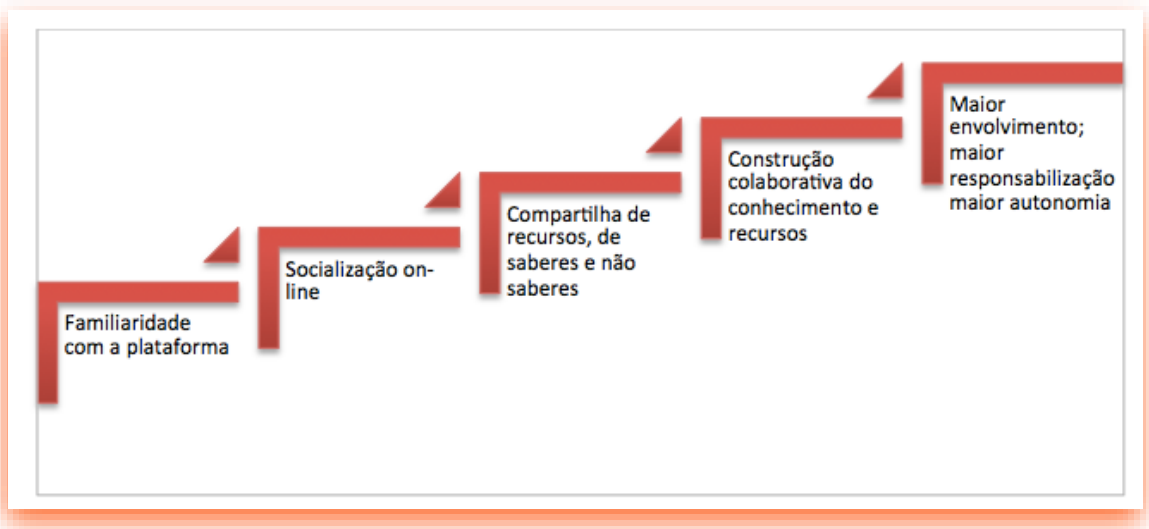 Familiaridade
com a plataforma
Socialização on-
line
Compartilha de
recursos, de
saberes e não
saberes
Construção
colaborativa do
conhecimento e
recursos
Maior
envolvimento;
maior
responsabilização
maior autonomia